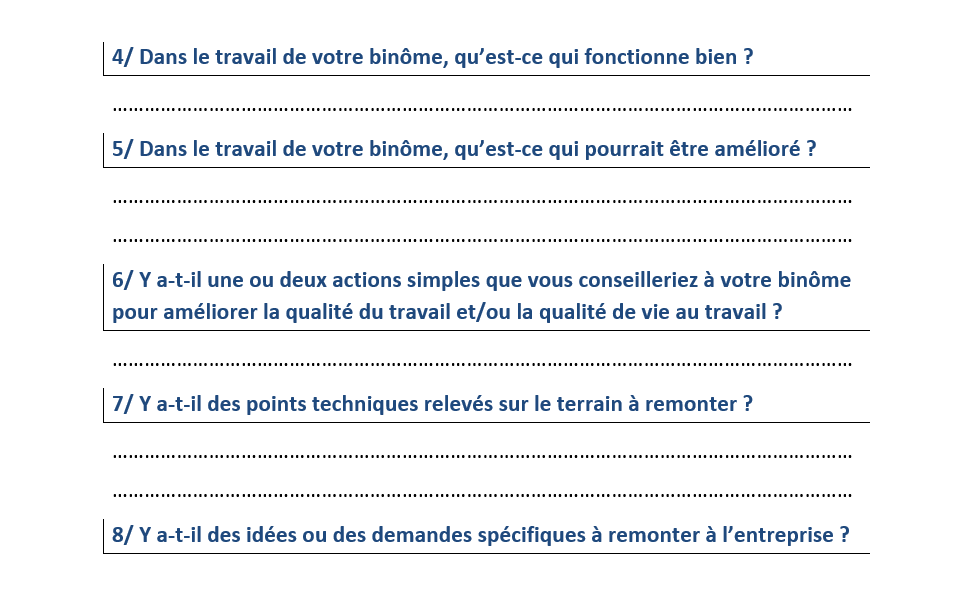 4/ Dans le travail de votre binôme, qu’est-ce qui fonctionne bien ?
……………………………………………………………………………………………………………………………
5/ Dans le travail de votre binôme, qu’est-ce qui pourrait être amélioré ?
……………………………………………………………………………………………………………………………
……………………………………………………………………………………………………………………………
6/ Y a-t-il une ou deux actions simples que vous conseilleriez à votre binôme
pour améliorer la qualité du travail et/ou la qualité de vie au travail ?
……………………………………………………………………………………………………………………………
7/ Y a-t-il des points techniques relevés sur le terrain à remonter ?
……………………………………………………………………………………………………………………………
……………………………………………………………………………………………………………………………
8/ Y a-t-il des idées ou des demandes spécifiques à remonter à l’entreprise ?